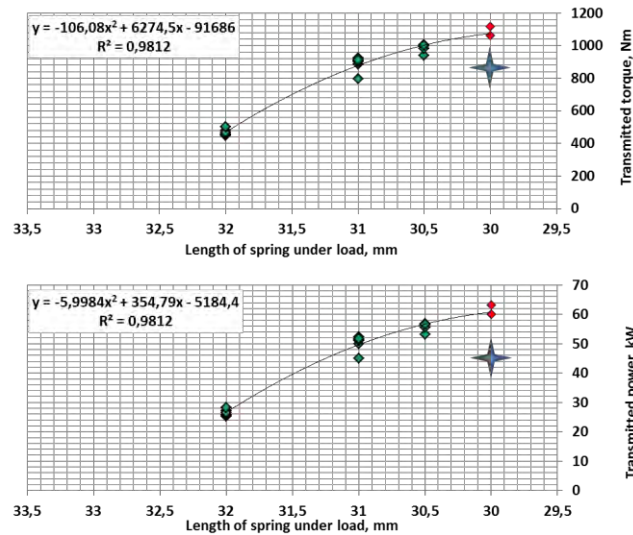 y = -106,08x² + 6274,5x - 91686
R² = 0,9812
1200
1000
800
600
400
200
0
Transmitted torque, Nm
33,5 33 32,5 32 31,5 31 30,5 30 29,5
Length of spring under load, mm
y = -5,9984x² + 354,79x - 5184,4
R² = 0,9812
70
60
50
40
30
20
10
0
Transmitted power, kW
33,5 33 32,5 32 31,5 31 30,5 30 29,5
Length of spring under load, mm